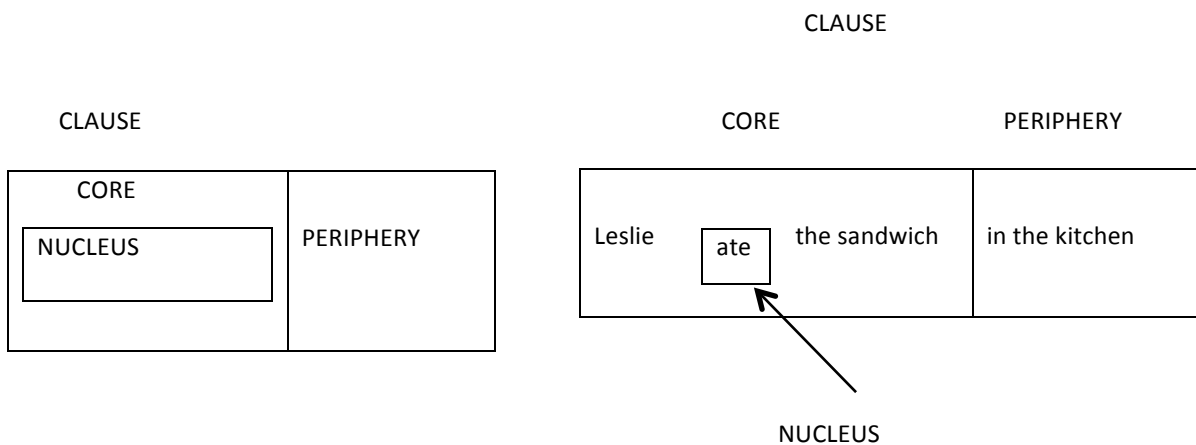 CLAUSE
CLAUSE
CORE PERIPHERY
CORE
NUCLEUS
PERIPHERY
Leslie ate the sandwich in the kitchen
NUCLEUS